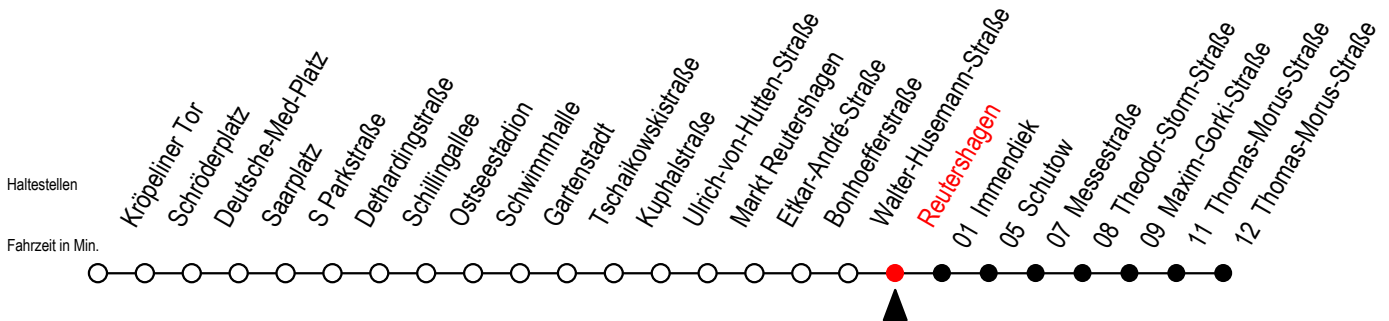 Haltestellen
Fahrzeit in Min.
Kröpeliner Tor
Schröderplatz
Deutsche-Med-Platz
Saarplatz
S Parkstraße
Dethardingstraße
Schillingallee
Ostseestadion
Schwimmhalle
Gartenstadt
Tschaikowskistraße
Kuphalstraße
Ulrich-von-Hutten-Straße
Markt Reutershagen
Etkar-André-Straße
Bonhoefferstraße
Walter-Husemann-Straße
Reutershagen
01 Immendiek
05 Schutow
07 Messestraße
08 Theodor-Storm-Straße
09 Maxim-Gorki-Straße
11 Thomas-Morus-Straße
12 Thomas-Morus-Straße